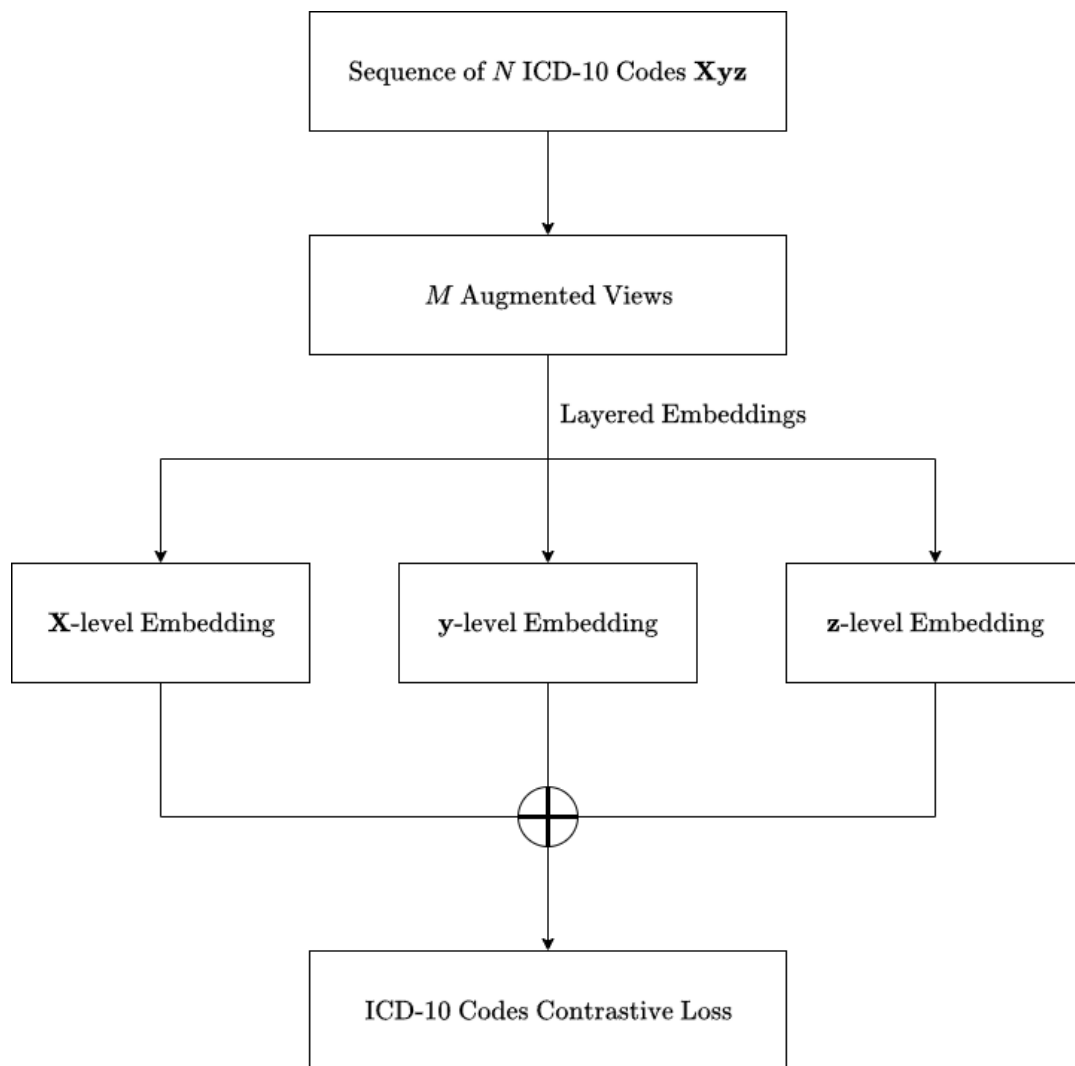 Sequence of N ICD-10 Codes Xyz
M Augmented Views
Layered Embeddings
X-level Embedding
y-level Embedding
z-level Embedding
ICD-10 Codes Contrastive Loss